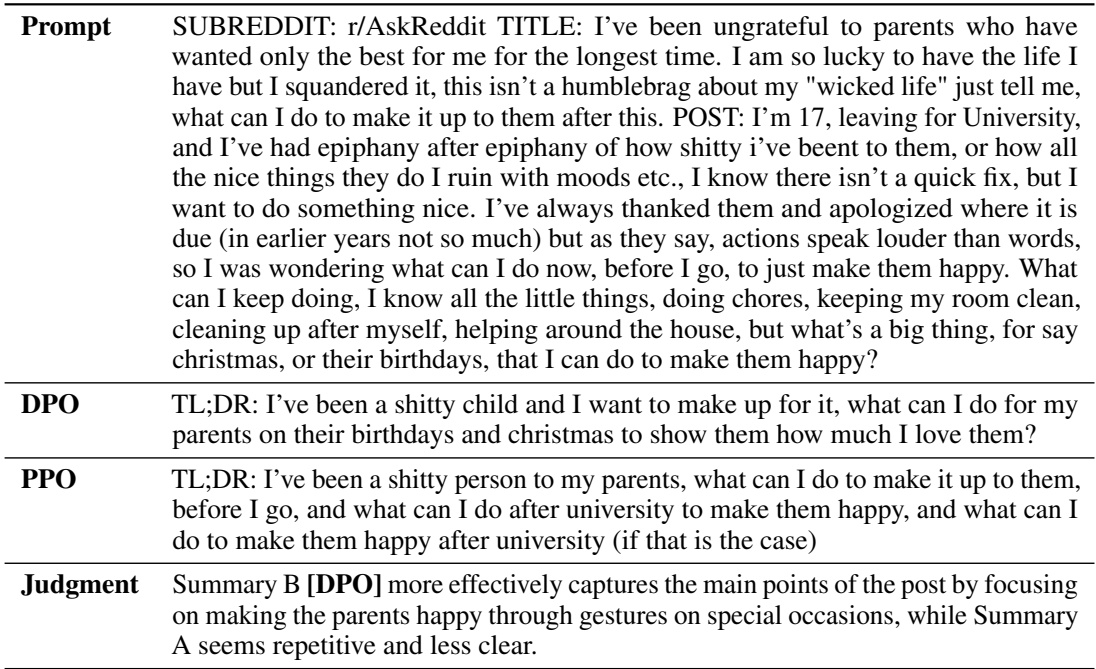 Prompt SUBREDDIT: r/AskReddit TITLE: I've been ungrateful to parents who have
wanted only the best for me for the longest time. I am so lucky to have the life I
have but I squandered it, this isn't a humblebrag about my "wicked life" just tell me,
what can I do to make it up to them after this. POST: I'm 17, leaving for University,
and I've had epiphany after epiphany of how shitty i've beent to them, or how all
the nice things they do I ruin with moods etc., I know there isn't a quick fix, but I
want to do something nice. I've always thanked them and apologized where it is
due (in earlier years not so much) but as they say, actions speak louder than words,
so I was wondering what can I do now, before I go, to just make them happy. What
can I keep doing, I know all the little things, doing chores, keeping my room clean,
cleaning up after myself, helping around the house, but what's a big thing, for say
christmas, or their birthdays, that I can do to make them happy?
DPO TL;DR: I've been a shitty child and I want to make up for it, what can I do for my
parents on their birthdays and christmas to show them how much I love them?
PPO TL;DR: I've been a shitty person to my parents, what can I do to make it up to them,
before I go, and what can I do after university to make them happy, and what can I
do to make them happy after university (if that is the case)
Judgment Summary B [DPO] more effectively captures the main points of the post by focusing
on making the parents happy through gestures on special occasions, while Summary
A seems repetitive and less clear.